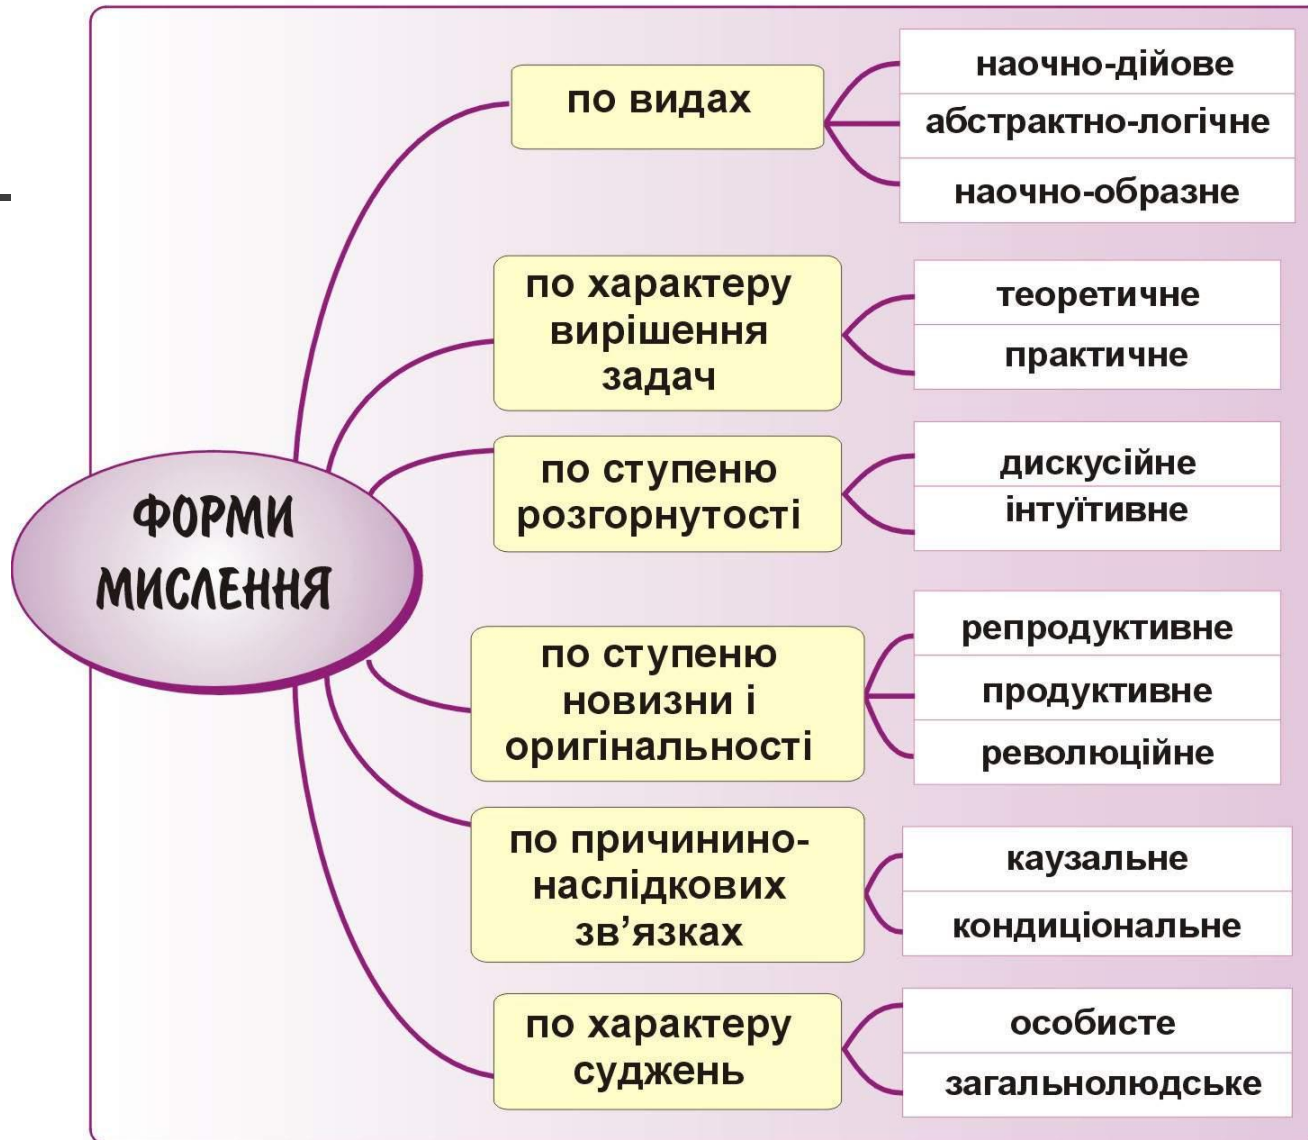 ФОРМИ
МИСЛЕННЯ
по видах
наочно-дійове
абстрактно-логічне
наочно-образне
по характеру
вирішення
задач
теоретичне
практичне
по ступеню
розгорнутості
дискусійне
інтуїтивне
по ступеню
новизни і
оригінальності
репродуктивне
продуктивне
революційне
по причинино-
наслідкових
зв’язках
каузальне
кондиціональне
по характеру
суджень
особисте
загальнолюдське